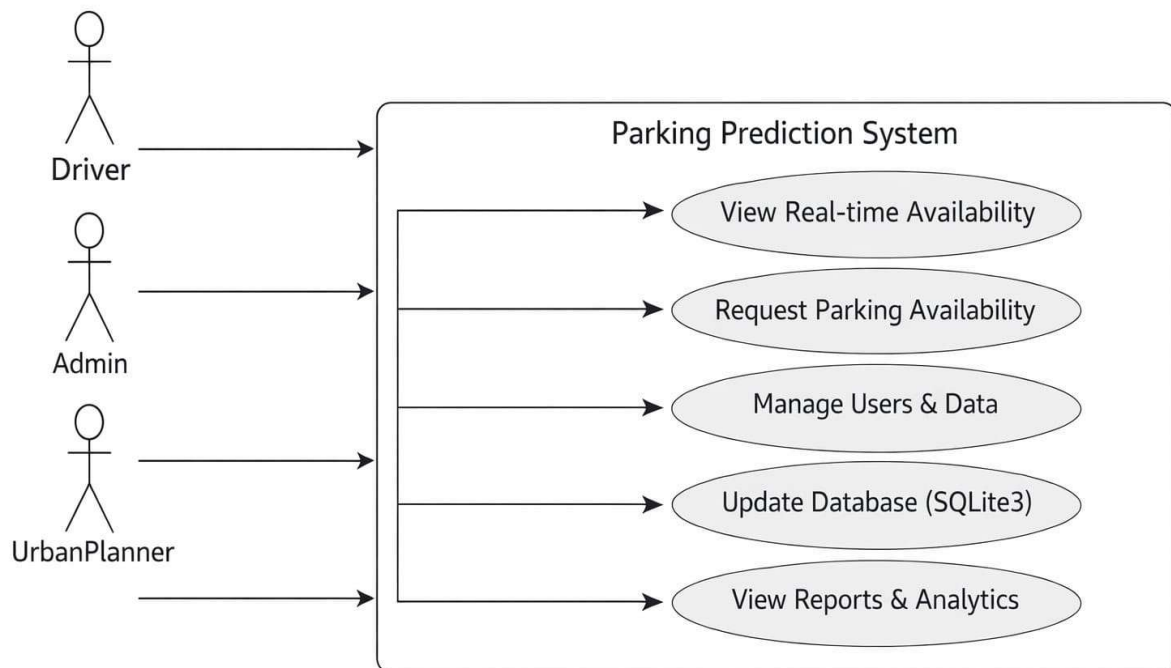 Driver
Parking Prediction System
View Real-time Availability
Admin
Request Parking Availability
Manage Users & Data
UrbanPlanner
Update Database (SQLite3)
View Reports & Analytics